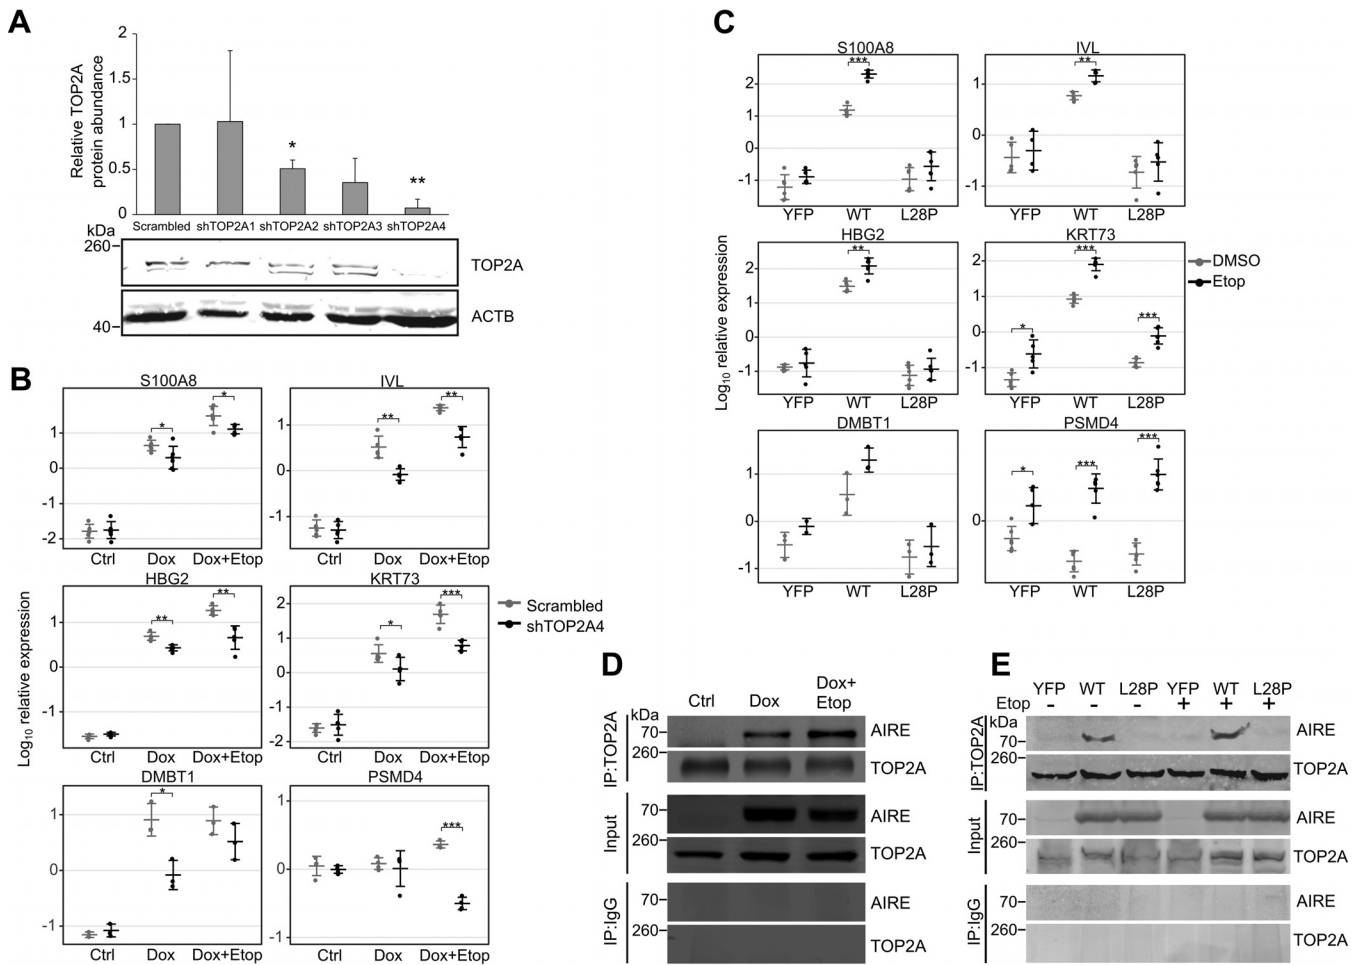 A
Relative TOP2A
protein abundance
2
1.5
1
0.5
0
*
**
Scrambled shTOP2A1 shTOP2A2 shTOP2A3 shTOP2A4
kDa
260
TOP2A
40
ACTB
B
Log10 relative expression
S100A8
1
0
-1
-2
*
*
Ctrl Dox Dox+Etop
IVL
1
0
-1
**
**
Ctrl Dox Dox+Etop
HBG2
1
0
-1
**
**
Ctrl Dox Dox+Etop
KRT73
2
1
0
-1
-2
*
***
Ctrl Dox Dox+Etop
Scrambled
shTOP2A4
DMBT1
1
0
-1
*
Ctrl Dox Dox+Etop
PSMD4
1
0
-1
***
Ctrl Dox Dox+Etop
C
Log10 relative expression
S100A8
2
1
0
-1
***
YFP WT L28P
IVL
1
0
-1
**
YFP WT L28P
HBG2
2
1
0
-1
**
YFP WT L28P
KRT73
2
1
0
-1
*
***
***
YFP WT L28P
DMSO
Etop
DMBT1
1
0
-1
YFP WT L28P
PSMD4
0
*
***
***
YFP WT L28P
D
Ctrl Dox Dox+
Etop
kDa
IP:TOP2A
70 AIRE
260 TOP2A
Input
70 AIRE
260 TOP2A
IP:IgG
70 AIRE
260 TOP2A
E
YFP WT L28P YFP WT L28P
Etop - - - + + +
kDa
IP:TOP2A
70 AIRE
260 TOP2A
Input
70 AIRE
260 TOP2A
IP:IgG
70 AIRE
260 TOP2A